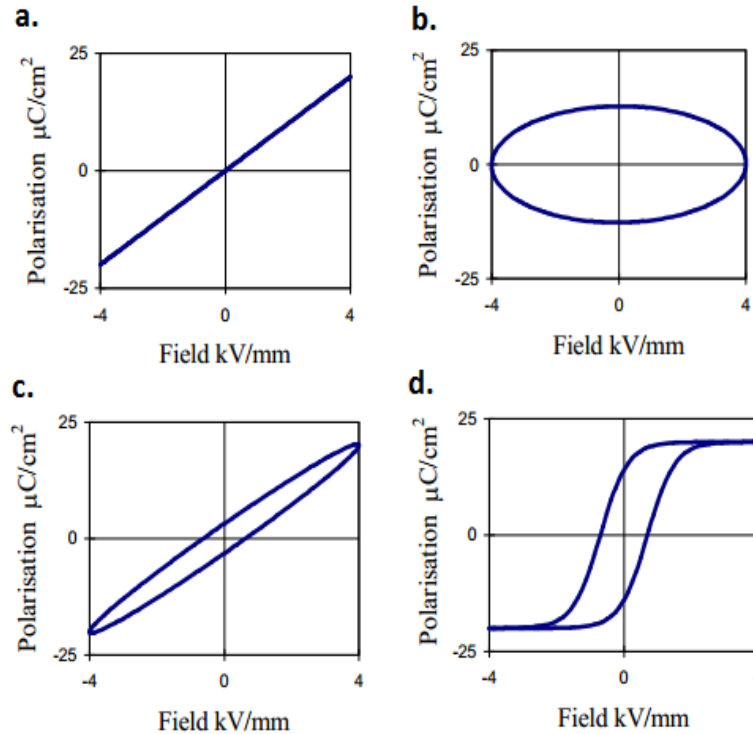 a.
25
0
-25
-4
0
4
Polarisation μC/cm²
Field kV/mm
b.
25
0
-25
-4
0
4
Polarisation μC/cm²
Field kV/mm
c.
25
0
-25
-4
0
4
Polarisation μC/cm²
Field kV/mm
d.
25
0
-25
-4
0
Polarisation μC/cm²
Field kV/mm